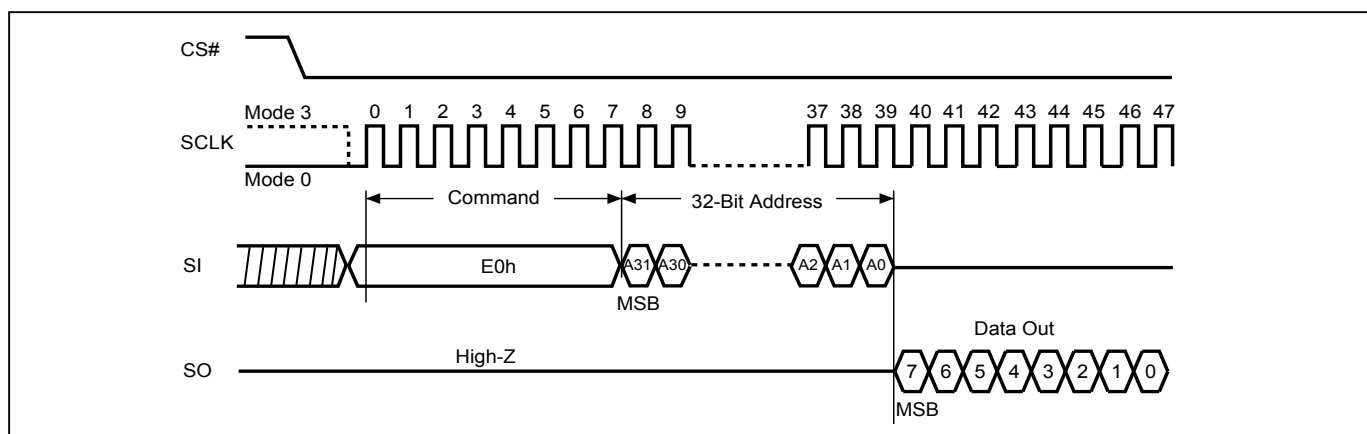 CS#
Mode 3
0 1 2 3 4 5 6 7 8 9 37 38 39 40 41 42 43 44 45 46 47
SCLK
Mode 0
Command 32-Bit Address
SI E0h A31 A30 A2 A1 A0
MSB
Data Out
High-Z
SO 7 6 5 4 3 2 1 0
MSB